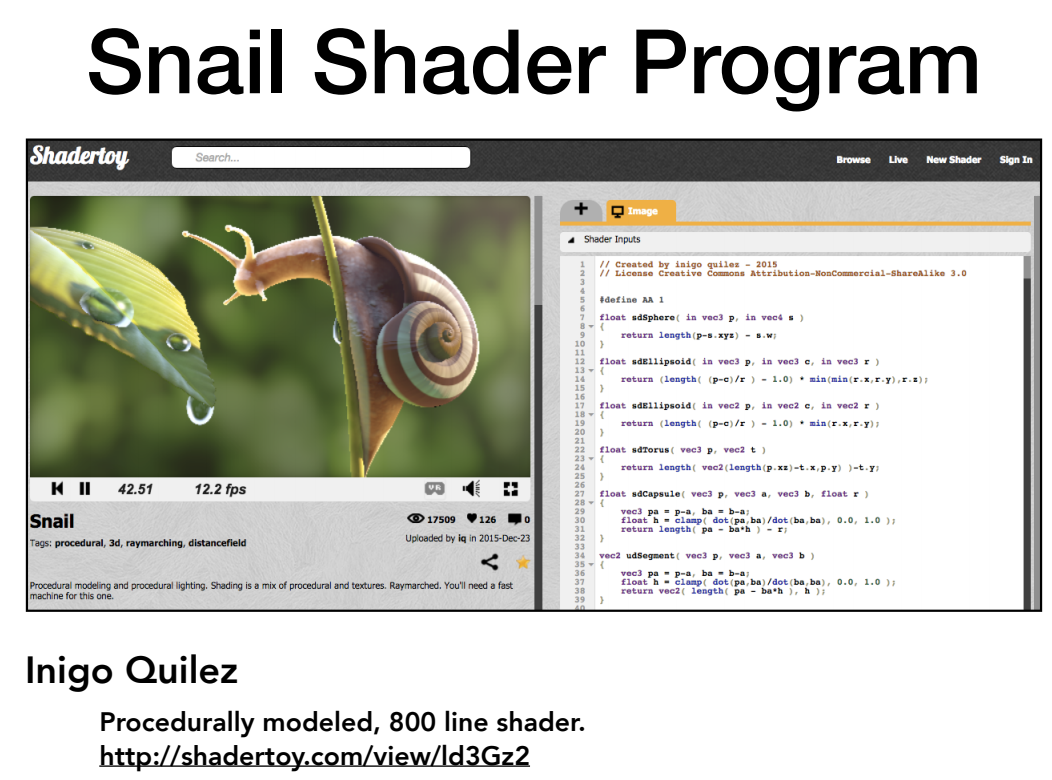 Snail Shader Program
Shadertoy
Search...
Browse Live New Shader Sign In
42.51 12.2 fps
VR
Snail
17509 126 0
Tags: procedural, 3d, raymarching, distancefield
Uploaded by iq in 2015-Dec-23
Procedural modeling and procedural lighting. Shading is a mix of procedural and textures. Raymarched. You'll need a fast
machine for this one.
+ Image
Shader Inputs
1 // Created by inigo quilez - 2015
2 // License Creative Commons Attribution-NonCommercial-ShareAlike 3.0
3
4
5 #define AA 1
6
7 float sdSphere( in vec3 p, in vec4 s )
8 {
9 return length(p-s.xyz) - s.w;
10 }
11
12 float sdEllipsoid( in vec3 p, in vec3 c, in vec3 r )
13 {
14 return (length( (p-c)/r ) - 1.0) * min(min(r.x,r.y),r.z);
15 }
16
17 float sdEllipsoid( in vec2 p, in vec2 c, in vec2 r )
18 {
19 return (length( (p-c)/r ) - 1.0) * min(r.x,r.y);
20 }
21
22 float sdTorus( vec3 p, vec2 t )
23 {
24 return length( vec2(length(p.xz)-t.x,p.y) )-t.y;
25 }
26
27 float sdCapsule( vec3 p, vec3 a, vec3 b, float r )
28 {
29 vec3 pa = p-a, ba = b-a;
30 float h = clamp( dot(pa,ba)/dot(ba,ba), 0.0, 1.0 );
31 return length( pa - ba*h ) - r;
32 }
33
34 vec2 udSegment( vec3 p, vec3 a, vec3 b )
35 {
36 vec3 pa = p-a, ba = b-a;
37 float h = clamp( dot(pa,ba)/dot(ba,ba), 0.0, 1.0 );
38 return vec2( length( pa - ba*h ), h );
39 }
40
Inigo Quilez
Procedurally modeled, 800 line shader.
http://shadertoy.com/view/ld3Gz2